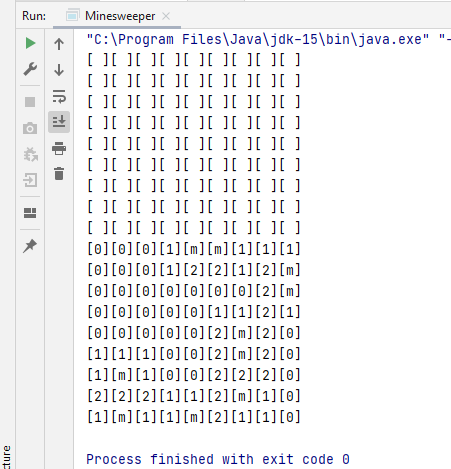 Run: Minesweeper ×
"C:\Program Files\Java\jdk-15\bin\java.exe" "-
[ ][ ][ ][ ][ ][ ][ ][ ][ ]
[ ][ ][ ][ ][ ][ ][ ][ ][ ]
[ ][ ][ ][ ][ ][ ][ ][ ][ ]
[ ][ ][ ][ ][ ][ ][ ][ ][ ]
[ ][ ][ ][ ][ ][ ][ ][ ][ ]
[ ][ ][ ][ ][ ][ ][ ][ ][ ]
[ ][ ][ ][ ][ ][ ][ ][ ][ ]
[ ][ ][ ][ ][ ][ ][ ][ ][ ]
[ ][ ][ ][ ][ ][ ][ ][ ][ ]
[0][0][0][1][m][m][1][1][1]
[0][0][0][1][2][2][1][2][m]
[0][0][0][0][0][0][0][2][m]
[0][0][0][0][0][1][1][2][1]
[0][0][0][0][0][2][m][2][0]
[1][1][1][0][0][2][m][2][0]
[1][m][1][0][0][2][2][2][0]
[2][2][2][1][1][2][m][1][0]
[1][m][1][1][m][2][1][1][0]
Process finished with exit code 0
cture